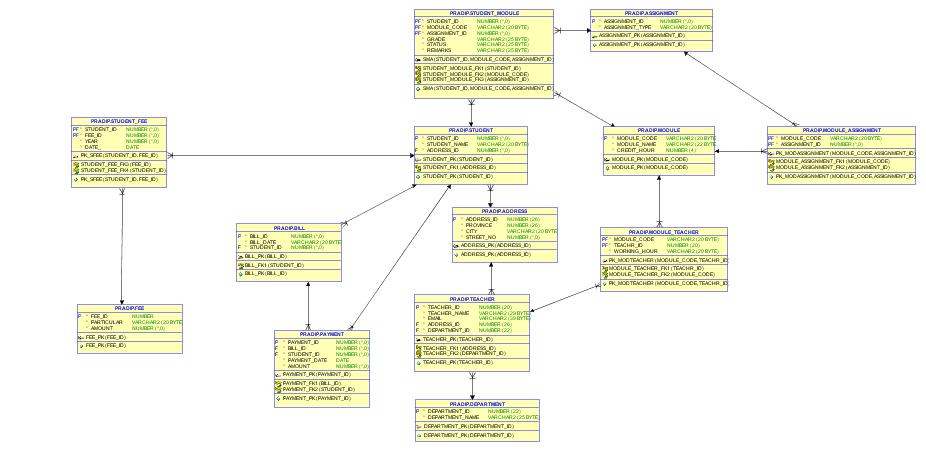 PRADIP.STUDENT_MODULE
PF * STUDENT_ID NUMBER (*,0)
PF * MODULE_CODE VARCHAR2 (20 BYTE)
PF * ASSIGNMENT_ID NUMBER (*,0)
* GRADE VARCHAR2 (25 BYTE)
* STATUS VARCHAR2 (25 BYTE)
* REMARKS VARCHAR2 (25 BYTE)
SMA (STUDENT_ID, MODULE_CODE, ASSIGNMENT_ID)
STUDENT_MODULE_FK1 (STUDENT_ID)
STUDENT_MODULE_FK2 (MODULE_CODE)
STUDENT_MODULE_FK3 (ASSIGNMENT_ID)
SMA (STUDENT_ID, MODULE_CODE, ASSIGNMENT_ID)
PRADIP.ASSIGNMENT
P * ASSIGNMENT_ID NUMBER (*,0)
* ASSIGNMENT_TYPE VARCHAR2 (20 BYTE)
ASSIGNMENT_PK (ASSIGNMENT_ID)
ASSIGNMENT_PK (ASSIGNMENT_ID)
PRADIP.STUDENT_FEE
PF * STUDENT_ID NUMBER (*,0)
PF * FEE_ID NUMBER (*,0)
* YEAR NUMBER (*,0)
* DATE_ DATE
PK_SFEE (STUDENT_ID, FEE_ID)
STUDENT_FEE_FK3 (FEE_ID)
STUDENT_FEE_FK4 (STUDENT_ID)
PK_SFEE (STUDENT_ID, FEE_ID)
PRADIP.STUDENT
P * STUDENT_ID NUMBER (*,0)
* STUDENT_NAME VARCHAR2 (20 BYTE)
F * ADDRESS_ID NUMBER (*,0)
STUDENT_PK (STUDENT_ID)
STUDENT_FK1 (ADDRESS_ID)
STUDENT_PK (STUDENT_ID)
PRADIP.MODULE
P * MODULE_CODE VARCHAR2 (20 BYTE
* MODULE_NAME VARCHAR2 (22 BYTE
* CREDIT_HOUR NUMBER (4)
MODULE_PK (MODULE_CODE)
MODULE_PK (MODULE_CODE)
PRADIP.MODULE_ASSIGNMENT
PF * MODULE_CODE VARCHAR2 (20 BYTE)
PF * ASSIGNMENT_ID NUMBER (*,0)
PK_MODASSIGNMENT (MODULE_CODE, ASSIGNMENT_ID)
MODULE_ASSIGNMENT_FK1 (MODULE_CODE)
MODULE_ASSIGNMENT_FK2 (ASSIGNMENT_ID)
PK_MODASSIGNMENT (MODULE_CODE, ASSIGNMENT_ID)
PRADIP.BILL
P * BILL_ID NUMBER (*,0)
* BILL_DATE VARCHAR2 (20 BYTE
F * STUDENT_ID NUMBER (*,0)
BILL_PK (BILL_ID)
BILL_FK1 (STUDENT_ID)
BILL_PK (BILL_ID)
PRADIP.ADDRESS
P * ADDRESS_ID NUMBER (26)
* PROVINCE NUMBER (26)
* CITY VARCHAR2 (20 BYTE
* STREET_NO NUMBER (*,0)
ADDRESS_PK (ADDRESS_ID)
ADDRESS_PK (ADDRESS_ID)
PRADIP.MODULE_TEACHER
PF * MODULE_CODE VARCHAR2 (20 BYTE)
PF * TEACHR_ID NUMBER (20)
* WORKING_HOUR VARCHAR2 (20 BYTE)
PK_MODTEACHER (MODULE_CODE, TEACHR_ID)
MODULE_TEACHER_FK1 (TEACHR_ID)
MODULE_TEACHER_FK2 (MODULE_CODE)
PK_MODTEACHER (MODULE_CODE, TEACHR_ID)
PRADIP.FEE
P * FEE_ID NUMBER
* PARTICULAR VARCHAR2 (20 BYTE
* AMOUNT NUMBER (*,0)
FEE_PK (FEE_ID)
FEE_PK (FEE_ID)
PRADIP.TEACHER
P * TEACHER_ID NUMBER (20)
* TEACHER_NAME VARCHAR2 (29 BYTE
* EMAIL VARCHAR2 (39 BYTE
F * ADDRESS_ID NUMBER (26)
F * DEPARTMENT_ID NUMBER (22)
TEACHER_PK (TEACHER_ID)
TEACHER_FK1 (ADDRESS_ID)
TEACHER_FK2 (DEPARTMENT_ID)
TEACHER_PK (TEACHER_ID)
PRADIP.PAYMENT
P * PAYMENT_ID NUMBER (*,0)
F * BILL_ID NUMBER (*,0)
F * STUDENT_ID NUMBER (*,0)
* PAYMENT_DATE DATE
* AMOUNT NUMBER (*,0)
PAYMENT_PK (PAYMENT_ID)
PAYMENT_FK1 (BILL_ID)
PAYMENT_FK2 (STUDENT_ID)
PAYMENT_PK (PAYMENT_ID)
PRADIP.DEPARTMENT
P * DEPARTMENT_ID NUMBER (22)
* DEPARTMENT_NAME VARCHAR2 (25 BYTE
DEPARTMENT_PK (DEPARTMENT_ID)
DEPARTMENT_PK (DEPARTMENT_ID)